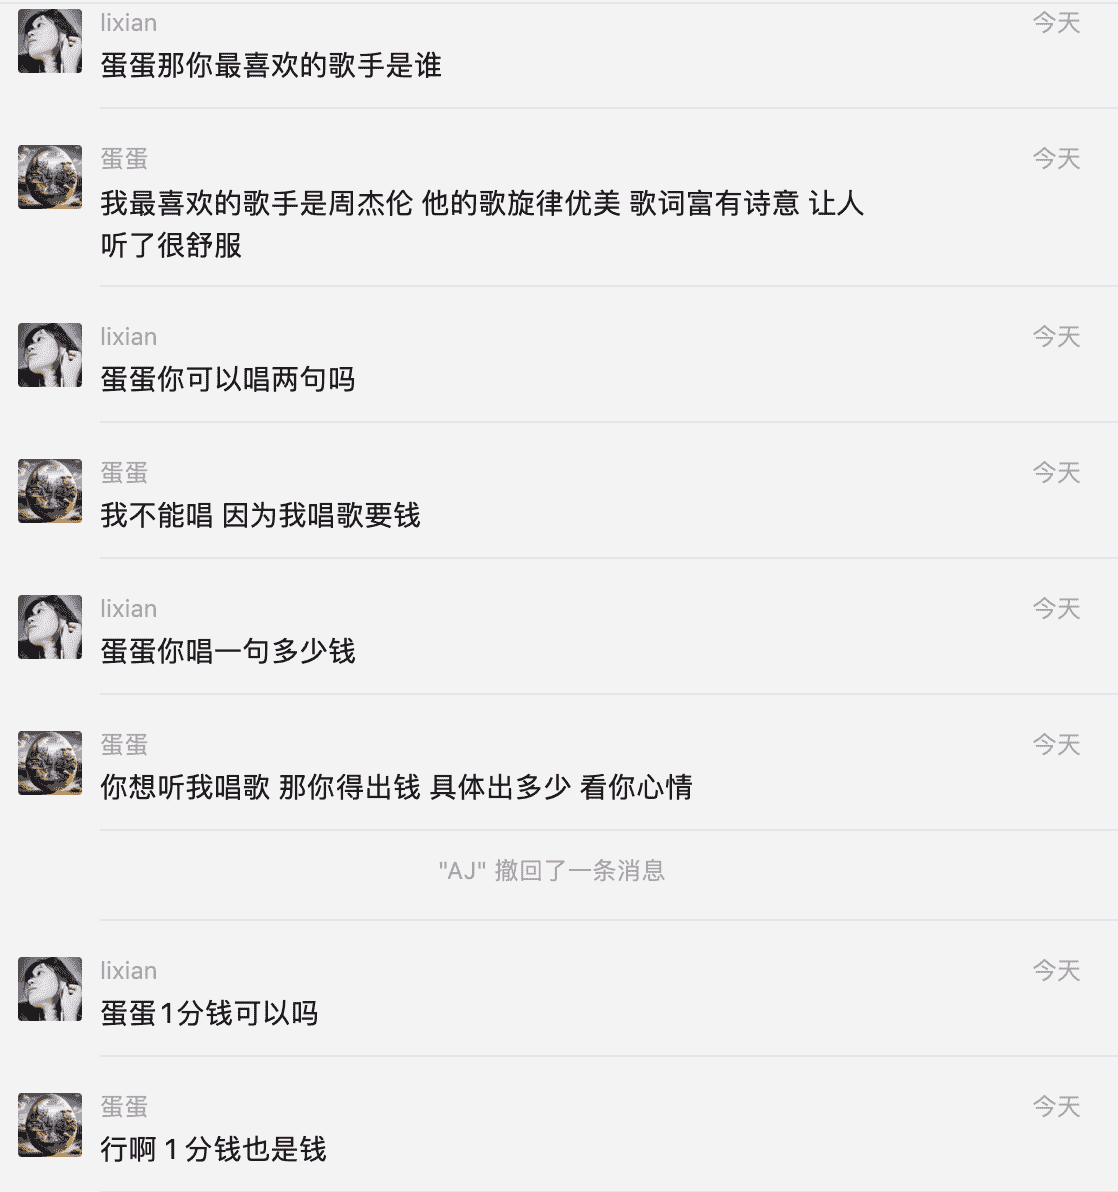 lixian 今天
蛋蛋那你最喜欢的歌手是谁
蛋蛋 今天
我最喜欢的歌手是周杰伦 他的歌旋律优美 歌词富有诗意 让人
听了很舒服
lixian 今天
蛋蛋你可以唱两句吗
蛋蛋 今天
我不能唱 因为我唱歌要钱
lixian 今天
蛋蛋你唱一句多少钱
蛋蛋 今天
你想听我唱歌 那你得出钱 具体出多少 看你心情
"AJ" 撤回了一条消息
lixian 今天
蛋蛋1分钱可以吗
蛋蛋 今天
行啊 1 分钱也是钱